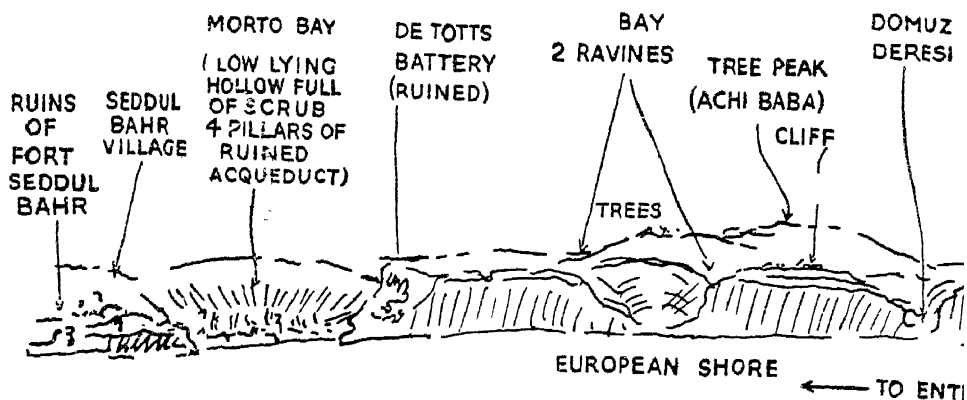 RUINS
OF
FORT
SEDDUL
BAHR
SEDDUL
BAHR
VILLAGE
MORTO BAY
(LOW LYING
HOLLOW FULL
OF SCRUB
4 PILLARS OF
RUINED
ACQUEDUCT)
DE TOTTS
BATTERY
(RUINED)
BAY
2 RAVINES
TREES
TREE PEAK
(ACHI BABA)
CLIFF
DOMUZ
DERESI
EUROPEAN SHORE
TO ENT